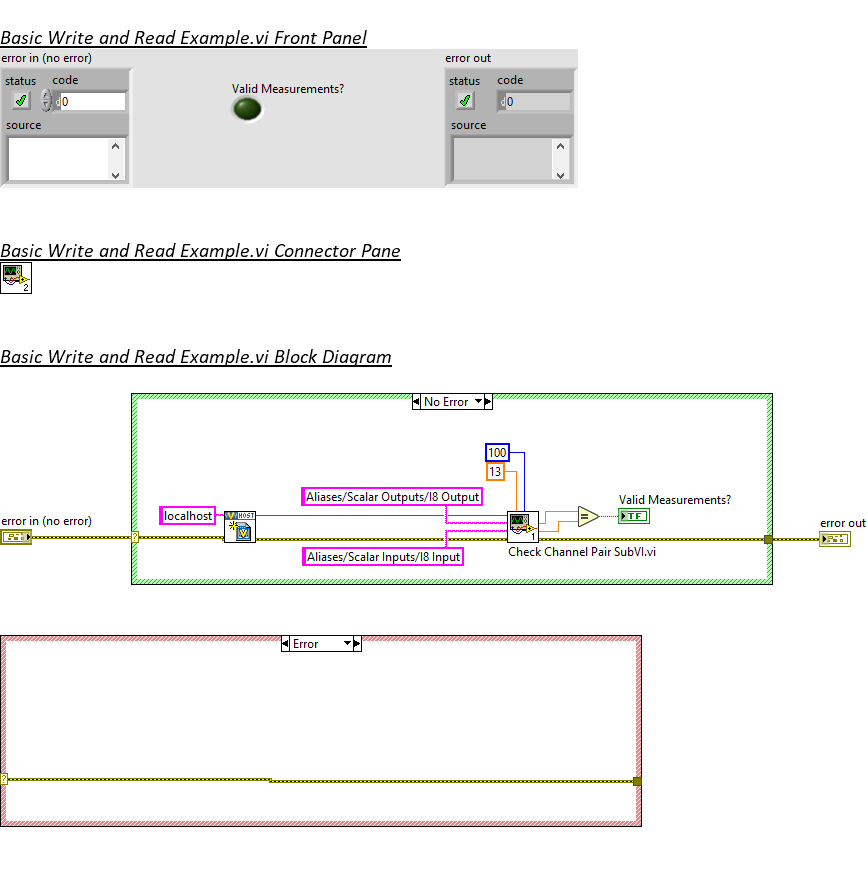 Basic Write and Read Example.vi Front Panel
error in (no error)
error out
status code
0
source
Valid Measurements?
status code
0
source
Basic Write and Read Example.vi Connector Pane
2
Basic Write and Read Example.vi Block Diagram
No Error
100
13
Aliases/Scalar Outputs/I8 Output
localhost
HOST
Valid Measurements?
TF
error in (no error)
error out
?
=
1
Aliases/Scalar Inputs/I8 Input
Check Channel Pair SubVI.vi
Error
?